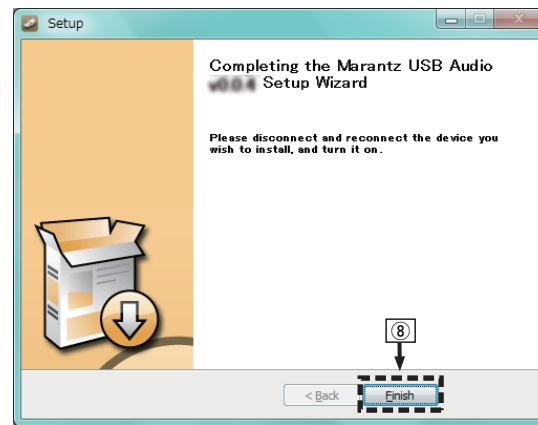 Setup
Completing the Marantz USB Audio
Setup Wizard
Please disconnect and reconnect the device you
wish to install, and turn it on.
⑧
< Back Finish